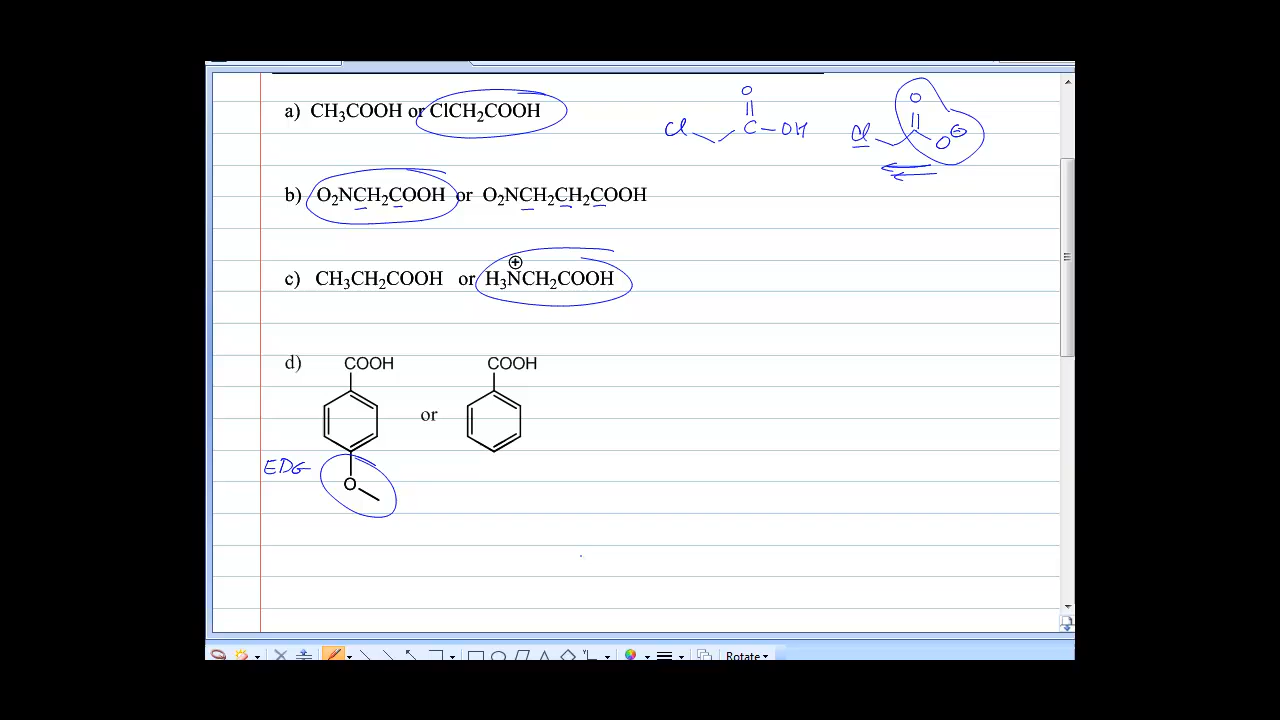 a) CH3COOH or ClCH2COOH
O
||
Cl C-OH
O
||
Cl O⊖
b) O2NCH2COOH or O2NCH2CH2COOH
⊕
c) CH3CH2COOH or H3NCH2COOH
d) COOH COOH
or
EDG
O
Rotate